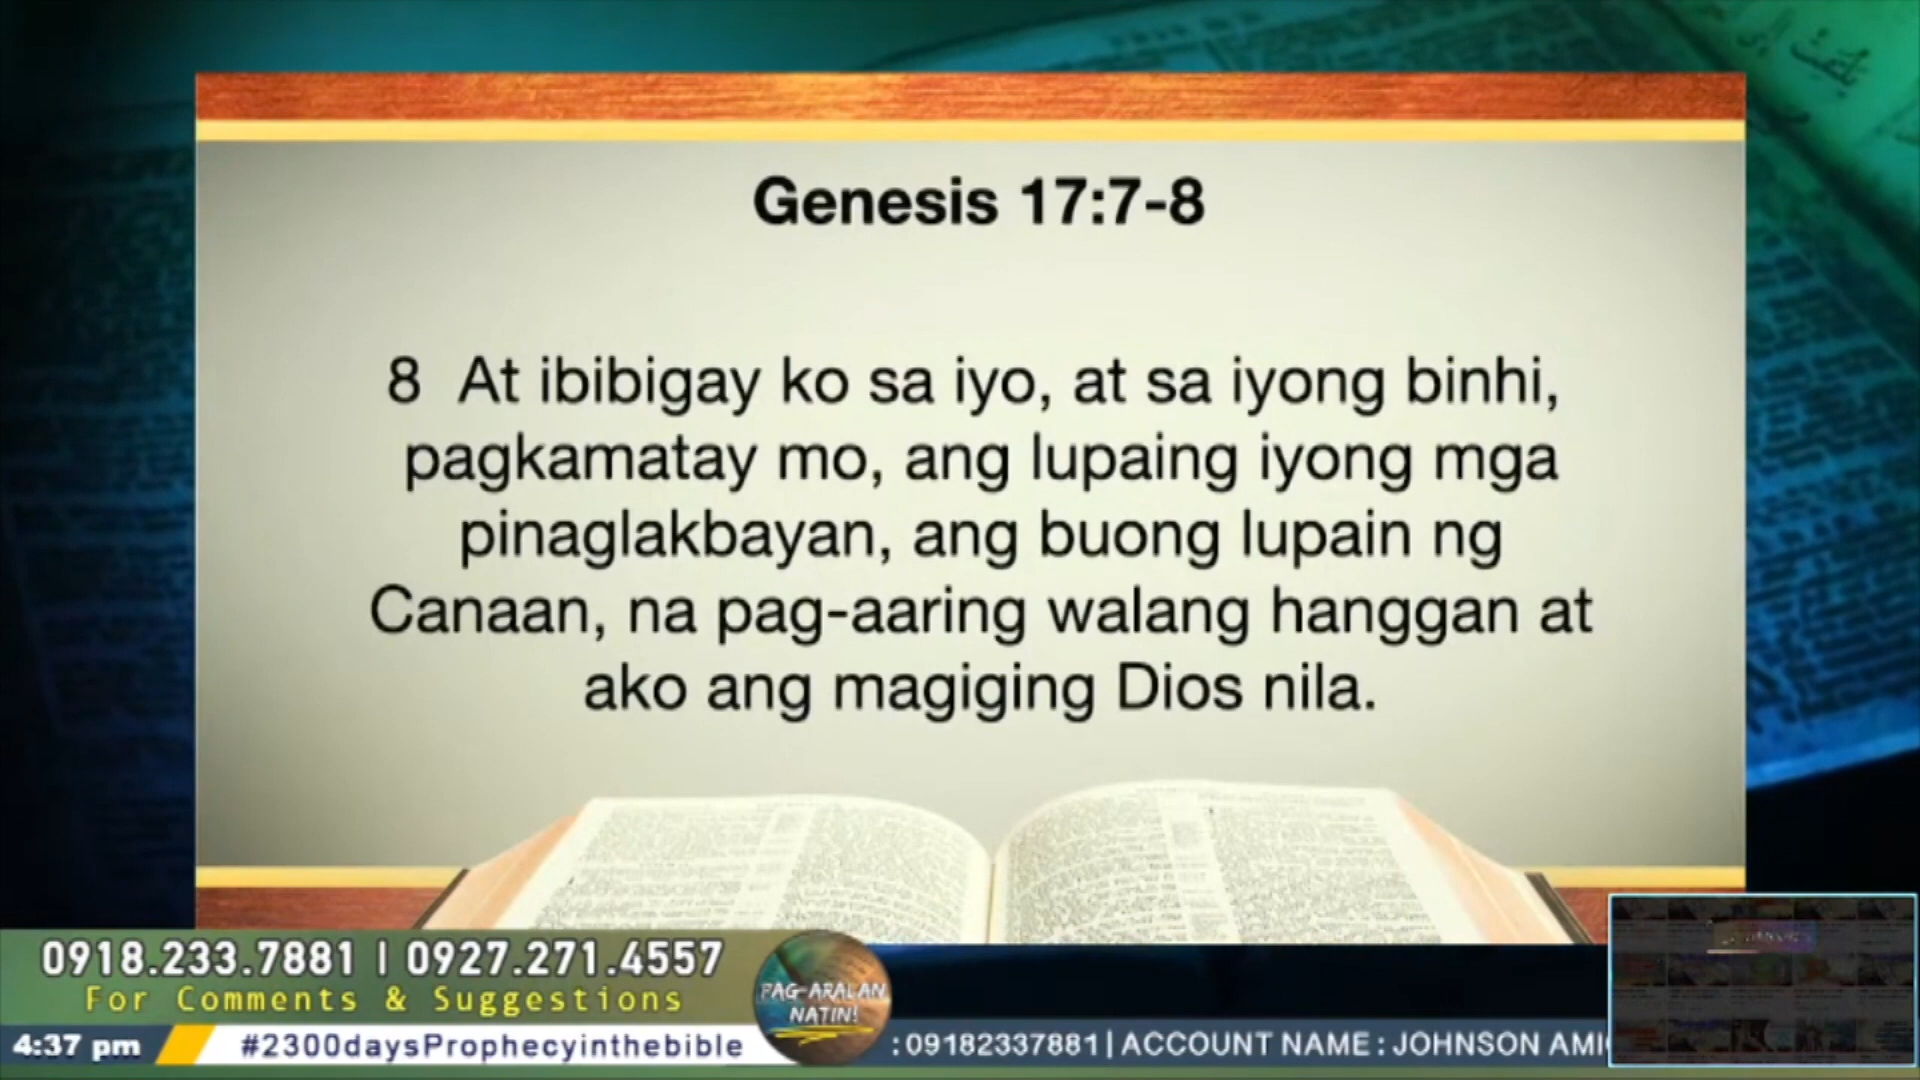 Genesis 17:7-8
8 At ibibigay ko sa iyo, at sa iyong binhi,
pagkamatay mo, ang lupaing iyong mga
pinaglakbayan, ang buong lupain ng
Canaan, na pag-aaring walang hanggan at
ako ang magiging Dios nila.
0918.233.7881 | 0927.271.4557
For Comments & Suggestions
PAG-ARALAN
NATIN!
4:37 pm
#2300daysProphecyinthebible
: 09182337881 | ACCOUNT NAME : JOHNSON